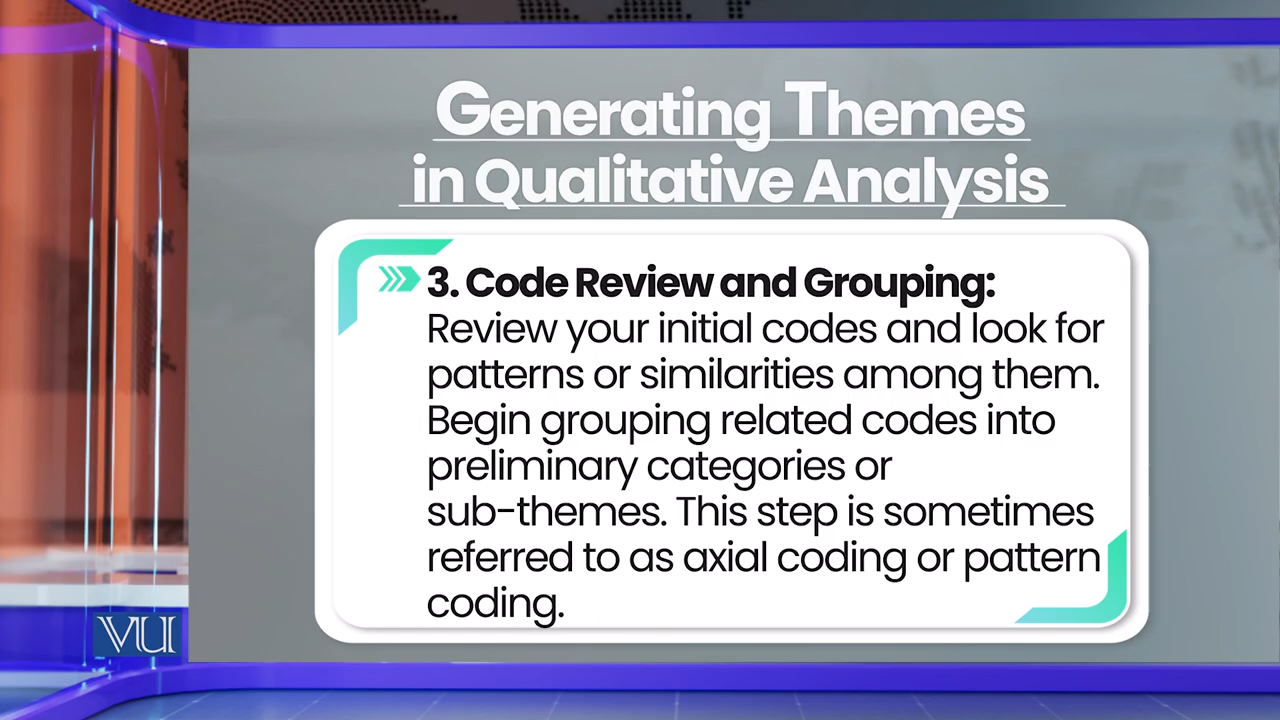 Generating Themes
in Qualitative Analysis
3. Code Review and Grouping:
Review your initial codes and look for
patterns or similarities among them.
Begin grouping related codes into
preliminary categories or
sub-themes. This step is sometimes
referred to as axial coding or pattern
coding.
VU